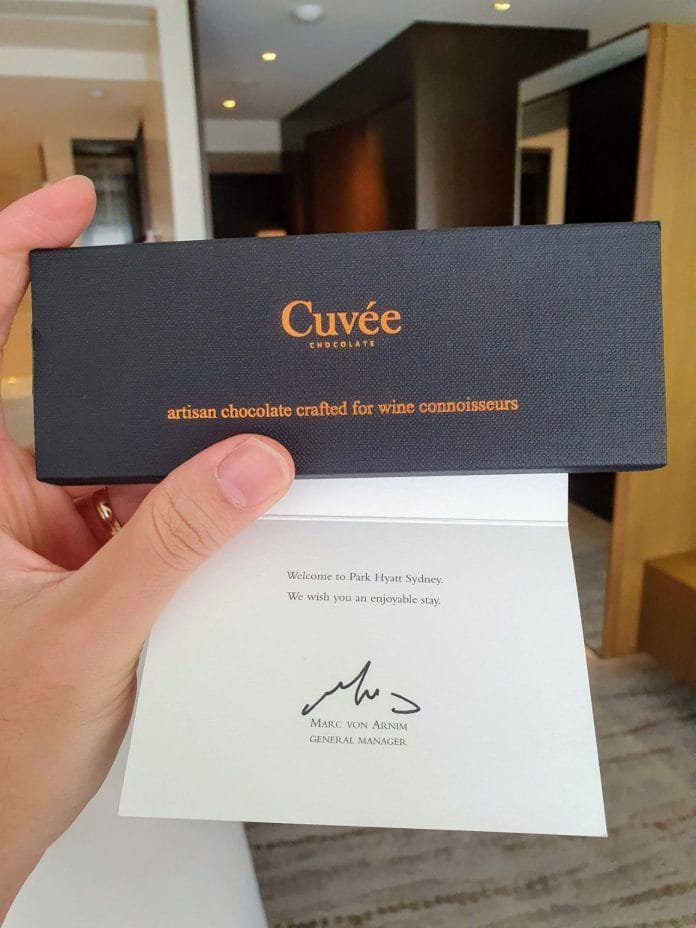 Cuvée
CHOCOLATE
artisan chocolate crafted for wine connoisseurs
Welcome to Park Hyatt Sydney.
We wish you an enjoyable stay.
MARC VON ARNIM
GENERAL MANAGER